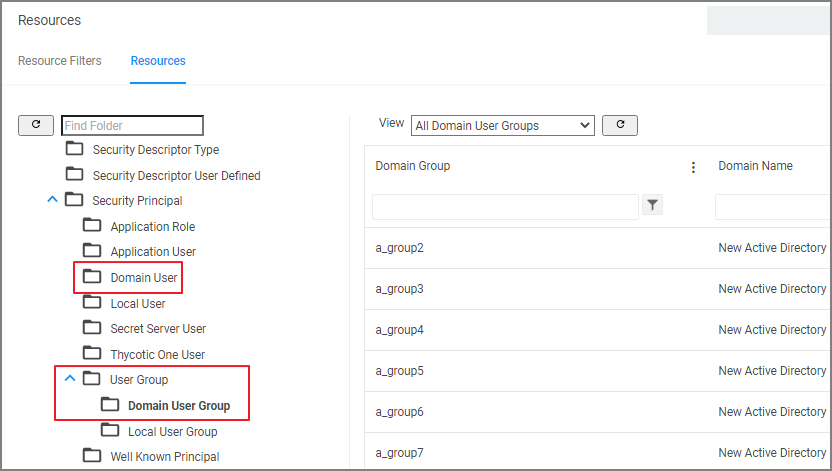 Resources
Resource Filters
Resources
Find Folder
Security Descriptor Type
Security Descriptor User Defined
Security Principal
Application Role
Application User
Domain User
Local User
Secret Server User
Thycotic One User
User Group
Domain User Group
Local User Group
Well Known Principal
View All Domain User Groups
Domain Group Domain Name
a_group2 New Active Directory
a_group3 New Active Directory
a_group4 New Active Directory
a_group5 New Active Directory
a_group6 New Active Directory
a_group7 New Active Directory